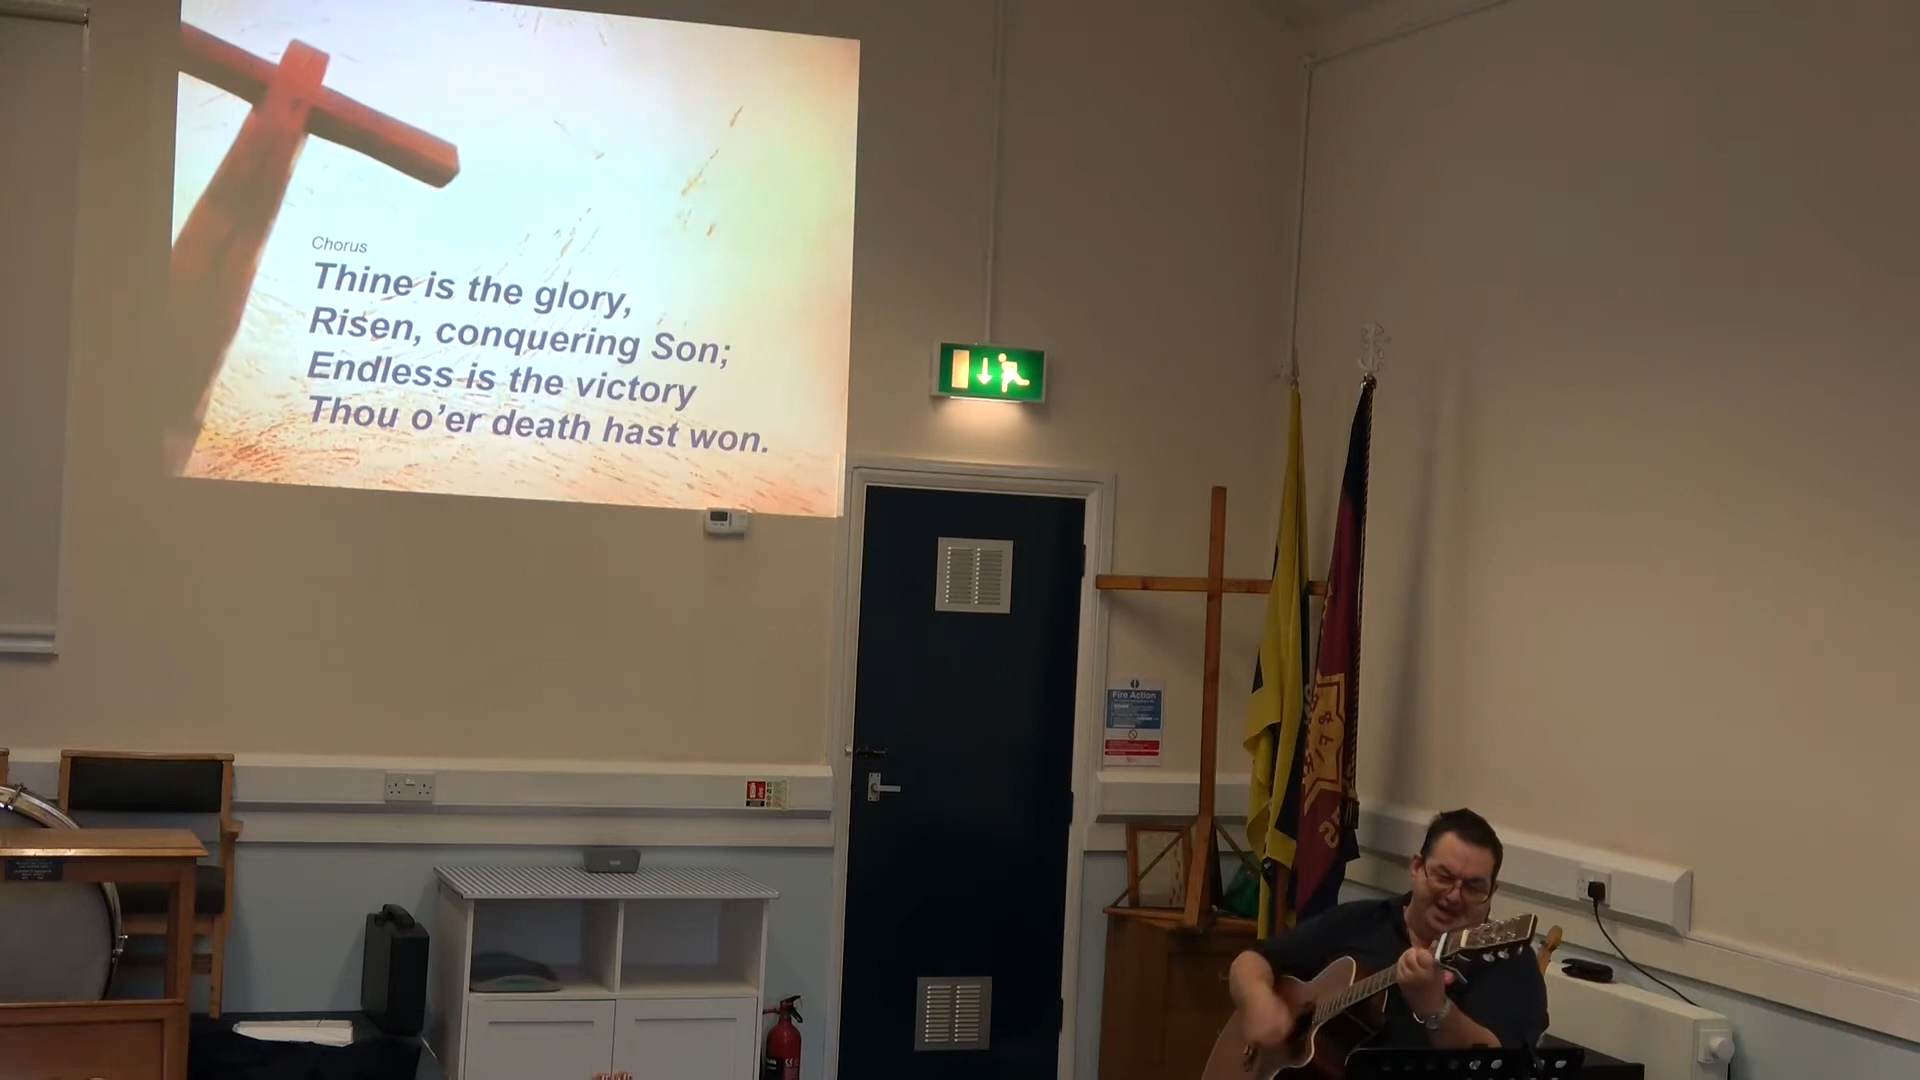 Chorus
Thine is the glory,
Risen, conquering Son;
Endless is the victory
Thou o’er death hast won.
Fire Action